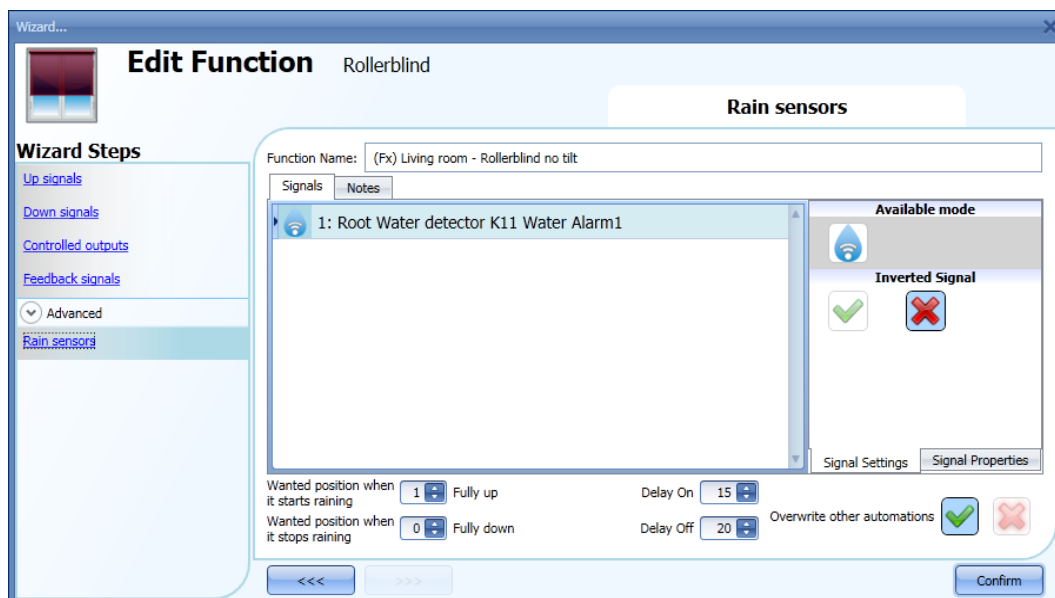 Wizard...
Edit Function Rollerblind
Rain sensors
Wizard Steps
Up signals
Down signals
Controlled outputs
Feedback signals
Advanced
Rain sensors
Function Name: (Fx) Living room - Rollerblind no tilt
Signals Notes
1: Root Water detector K11 Water Alarm1
Available mode
Inverted Signal
Signal Settings Signal Properties
Wanted position when
it starts raining
1 Fully up
Delay On 15
Wanted position when
it stops raining
0 Fully down
Delay Off 20
Overwrite other automations
<<< >>> Confirm